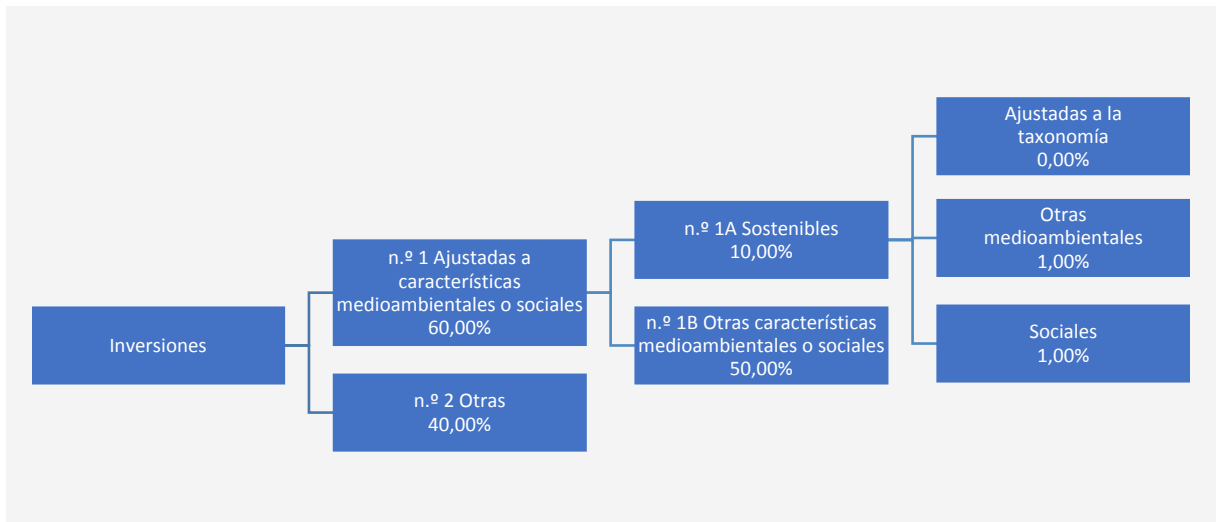 Inversiones
n.º 1 Ajustadas a
características
medioambientales o sociales
60,00%
n.º 2 Otras
40,00%
n.º 1A Sostenibles
10,00%
n.º 1B Otras características
medioambientales o sociales
50,00%
Ajustadas a la
taxonomía
0,00%
Otras
medioambientales
1,00%
Sociales
1,00%